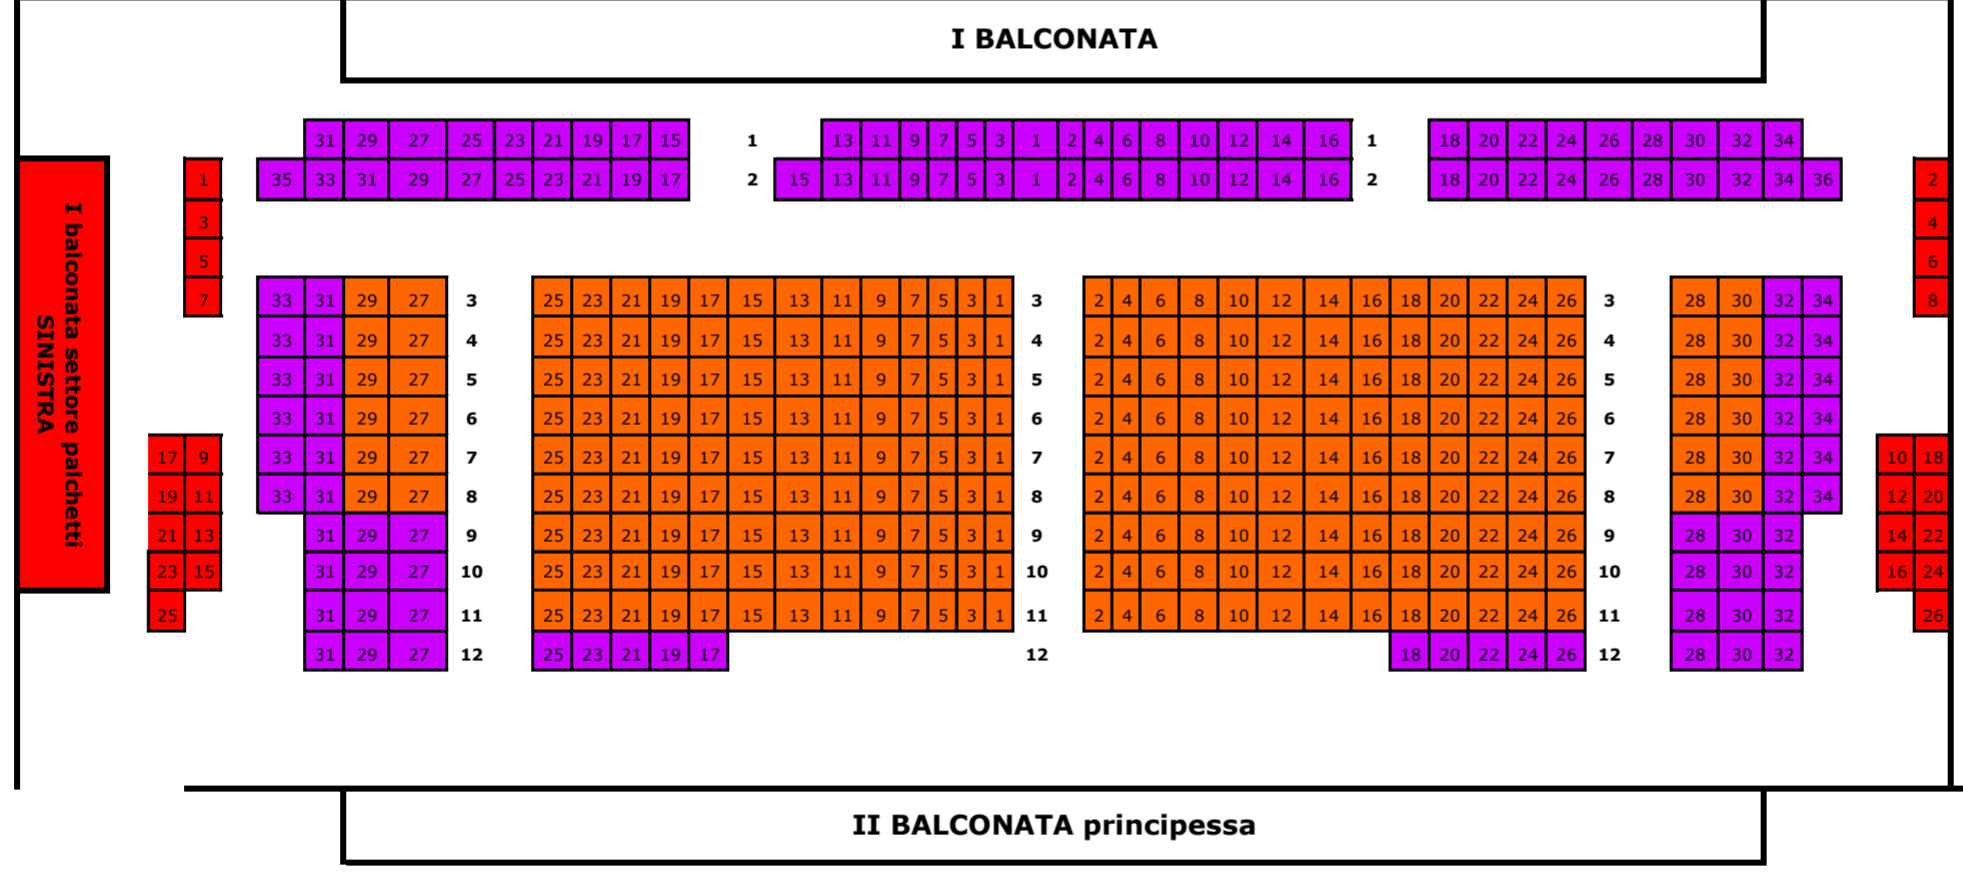 I BALCONATA
31 29 27 25 23 21 19 17 15 1 13 11 9 7 5 3 1 2 4 6 8 10 12 14 16 1 18 20 22 24 26 28 30 32 34
1 35 33 31 29 27 25 23 21 19 17 2 15 13 11 9 7 5 3 1 2 4 6 8 10 12 14 16 2 18 20 22 24 26 28 30 32 34 36 2
3 4
5 6
7 33 31 29 27 3 25 23 21 19 17 15 13 11 9 7 5 3 1 3 2 4 6 8 10 12 14 16 18 20 22 24 26 3 28 30 32 34 8
33 31 29 27 4 25 23 21 19 17 15 13 11 9 7 5 3 1 4 2 4 6 8 10 12 14 16 18 20 22 24 26 4 28 30 32 34
33 31 29 27 5 25 23 21 19 17 15 13 11 9 7 5 3 1 5 2 4 6 8 10 12 14 16 18 20 22 24 26 5 28 30 32 34
33 31 29 27 6 25 23 21 19 17 15 13 11 9 7 5 3 1 6 2 4 6 8 10 12 14 16 18 20 22 24 26 6 28 30 32 34
17 9 33 31 29 27 7 25 23 21 19 17 15 13 11 9 7 5 3 1 7 2 4 6 8 10 12 14 16 18 20 22 24 26 7 28 30 32 34 10 18
19 11 33 31 29 27 8 25 23 21 19 17 15 13 11 9 7 5 3 1 8 2 4 6 8 10 12 14 16 18 20 22 24 26 8 28 30 32 34 12 20
21 13 31 29 27 9 25 23 21 19 17 15 13 11 9 7 5 3 1 9 2 4 6 8 10 12 14 16 18 20 22 24 26 9 28 30 32 14 22
23 15 31 29 27 10 25 23 21 19 17 15 13 11 9 7 5 3 1 10 2 4 6 8 10 12 14 16 18 20 22 24 26 10 28 30 32 16 24
25 31 29 27 11 25 23 21 19 17 15 13 11 9 7 5 3 1 11 2 4 6 8 10 12 14 16 18 20 22 24 26 11 28 30 32 26
31 29 27 12 25 23 21 19 17 12 18 20 22 24 26 12 28 30 32
I balconata settore palchetti
SINISTRA
II BALCONATA principessa